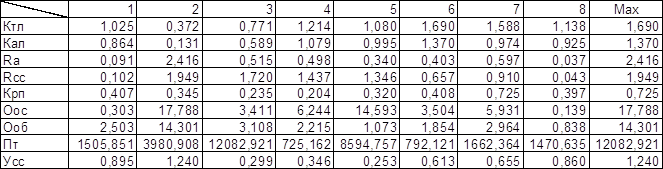 1 2 3 4 5 6 7 8 Max
Ктл 1,025 0,372 0,771 1,214 1,080 1,690 1,588 1,138 1,690
Кал 0,864 0,131 0,589 1,079 0,995 1,370 0,974 0,925 1,370
Ra 0,091 2,416 0,515 0,498 0,340 0,403 0,597 0,037 2,416
Rcc 0,102 1,949 1,720 1,437 1,346 0,657 0,910 0,043 1,949
Крп 0,407 0,345 0,235 0,204 0,320 0,408 0,725 0,397 0,725
Оос 0,303 17,788 3,411 6,244 14,593 3,504 5,931 0,139 17,788
Ооб 2,503 14,301 3,108 2,215 1,073 1,854 2,964 0,838 14,301
Пт 1505,851 3980,908 12082,921 725,162 8594,757 792,121 1662,364 1470,635 12082,921
Усс 0,895 1,240 0,299 0,346 0,253 0,613 0,655 0,860 1,240